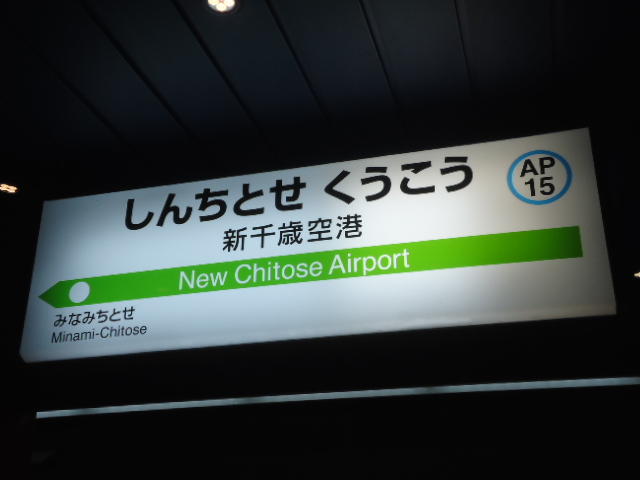 しんちとせ くうこう
AP
15
新千歳空港
New Chitose Airport
みなみちとせ
Minami-Chitose